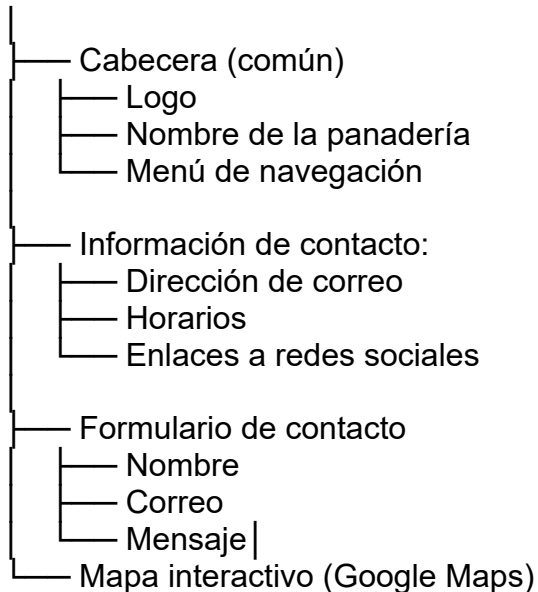 Cabecera (común)
Logo
Nombre de la panadería
Menú de navegación
Información de contacto:
Dirección de correo
Horarios
Enlaces a redes sociales
Formulario de contacto
Nombre
Correo
Mensaje
Mapa interactivo (Google Maps)